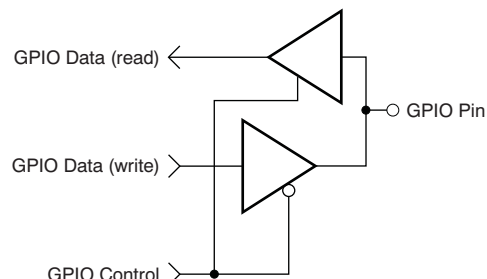 GPIO Data (read)
GPIO Pin
GPIO Data (write)
GPIO Control